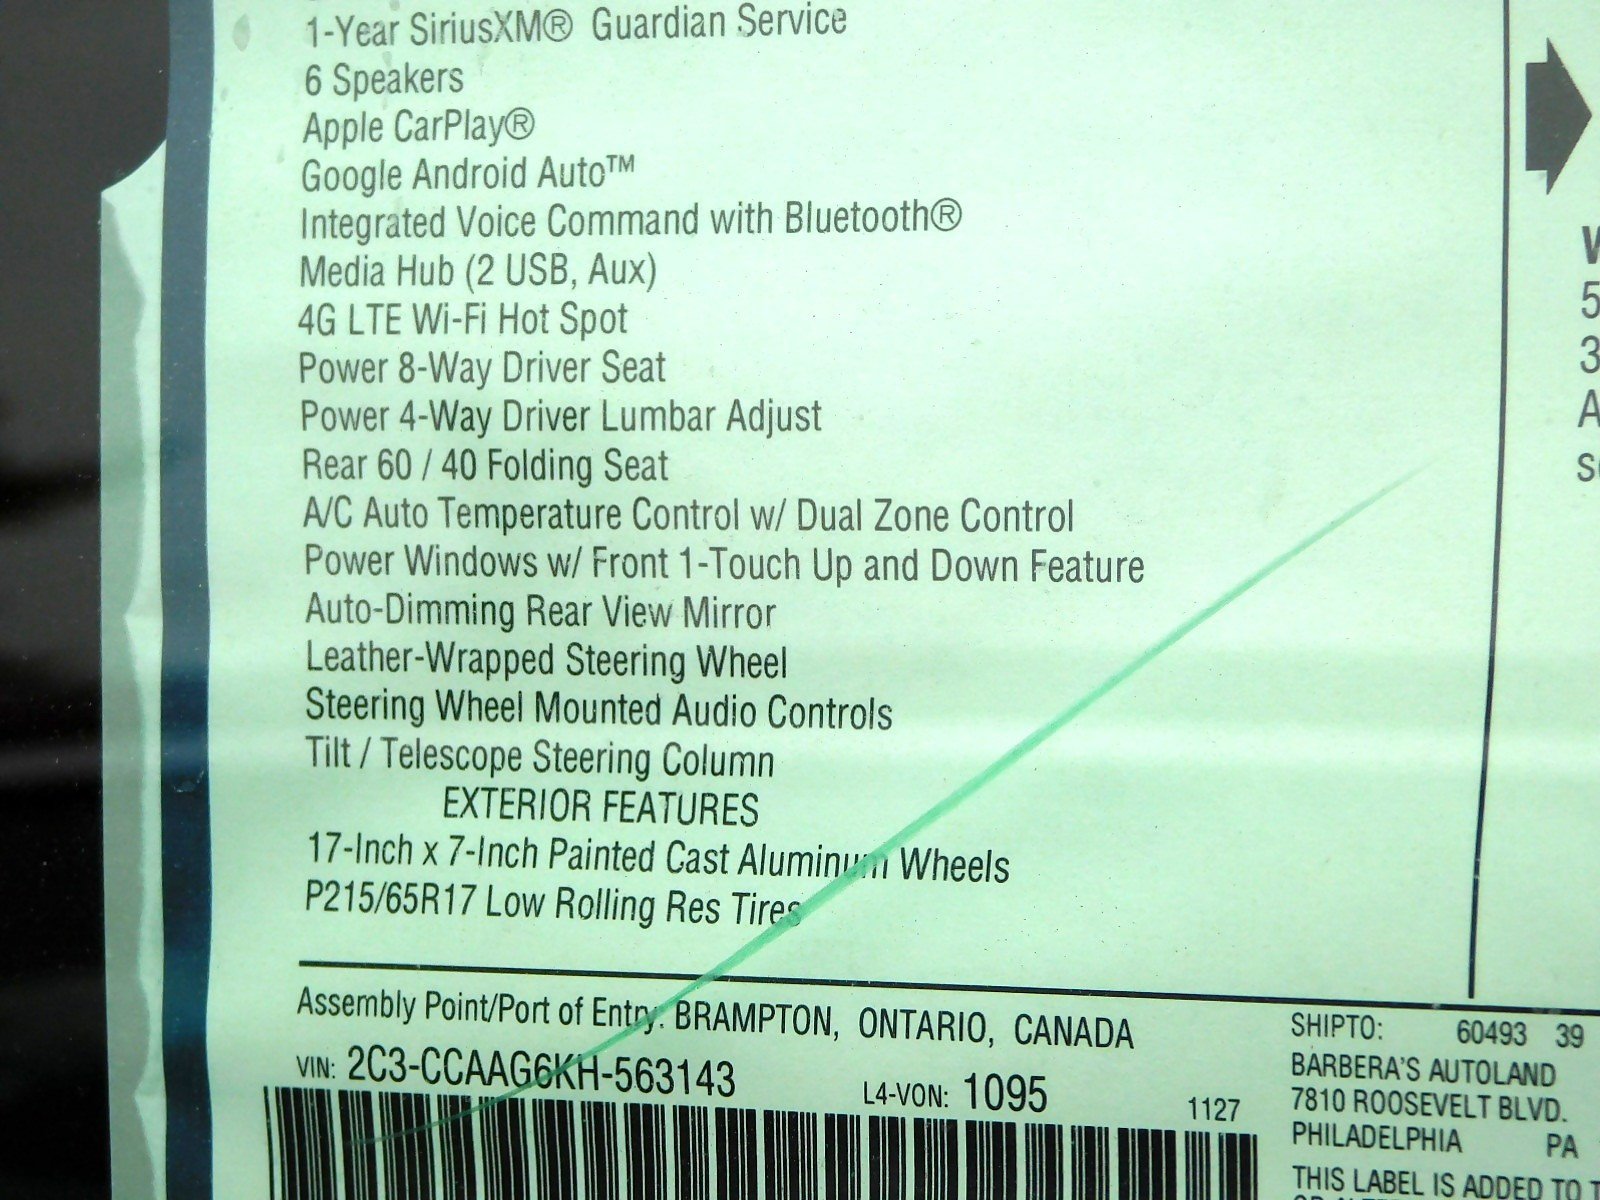 1-Year SiriusXM® Guardian Service
6 Speakers
Apple CarPlay®
Google Android Auto™
Integrated Voice Command with Bluetooth®
Media Hub (2 USB, Aux)
4G LTE Wi-Fi Hot Spot
Power 8-Way Driver Seat
Power 4-Way Driver Lumbar Adjust
Rear 60 / 40 Folding Seat
A/C Auto Temperature Control w/ Dual Zone Control
Power Windows w/ Front 1-Touch Up and Down Feature
Auto-Dimming Rear View Mirror
Leather-Wrapped Steering Wheel
Steering Wheel Mounted Audio Controls
Tilt / Telescope Steering Column
EXTERIOR FEATURES
17-Inch x 7-Inch Painted Cast Aluminum Wheels
P215/65R17 Low Rolling Res Tires
Assembly Point/Port of Entry: BRAMPTON, ONTARIO, CANADA
VIN: 2C3-CCAAG6KH-563143
L4-VON: 1095
1127
SHIPTO: 60493 39
BARBERA'S AUTOLAND
7810 ROOSEVELT BLVD.
PHILADELPHIA PA
THIS LABEL IS ADDED TO